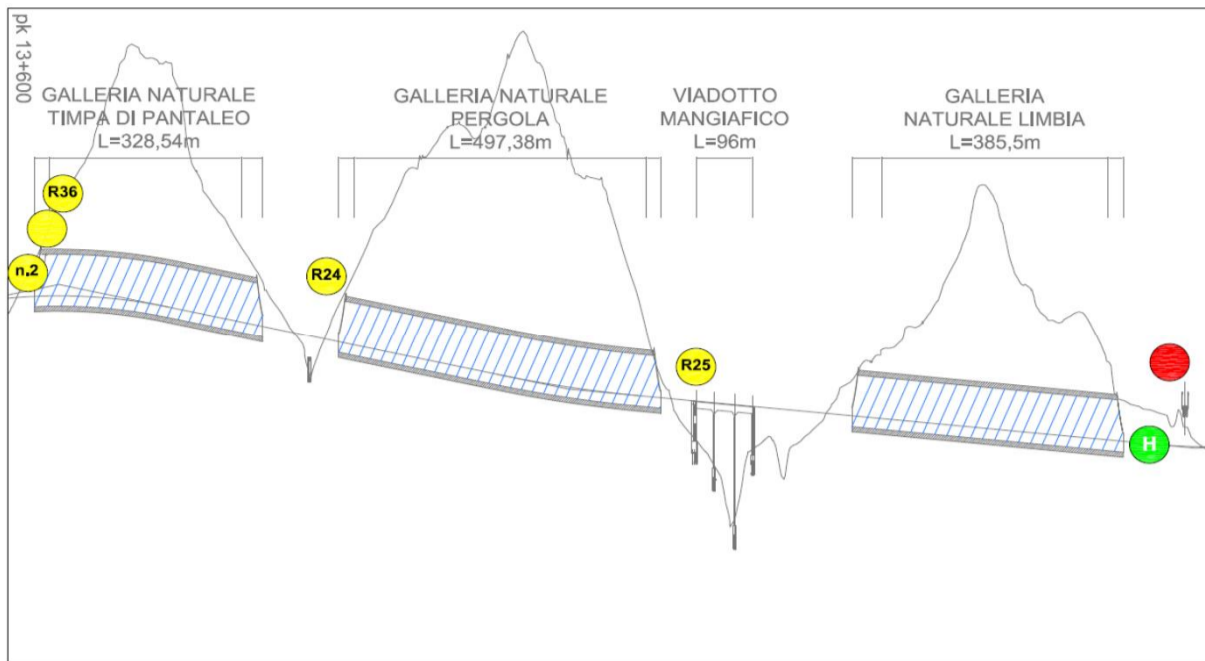 pk 13+600
GALLERIA NATURALE
TIMPA DI PANTALEO
L=328,54m
GALLERIA NATURALE
PERGOLA
L=497,38m
VIADOTTO
MANGIAFICO
L=96m
GALLERIA
NATURALE LIMBIA
L=385,5m
R36
n.2
R24
R25
H